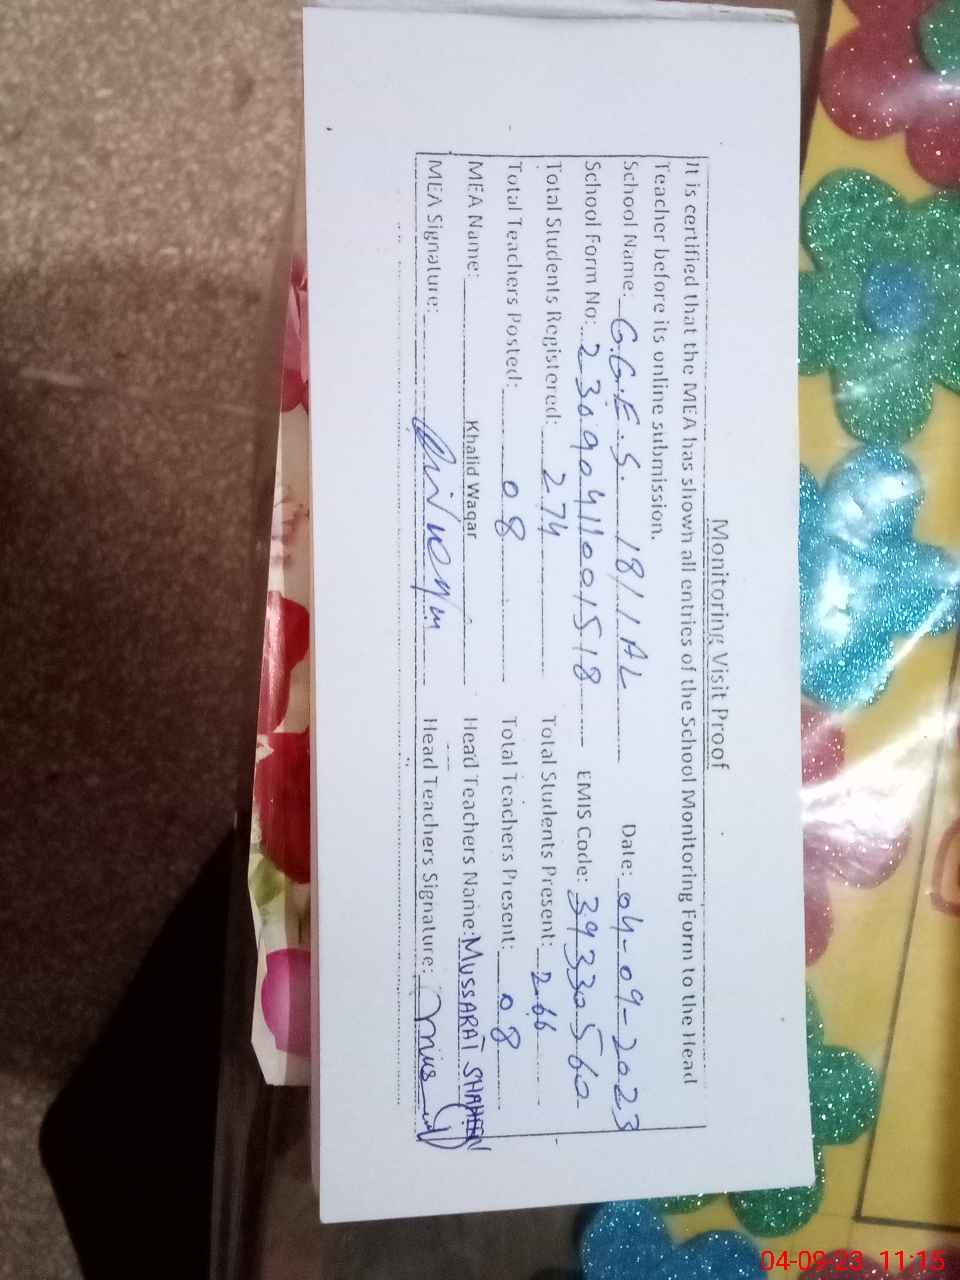 Monitoring Visit Proof
It is certified that the MEA has shown all entries of the School Monitoring Form to the Head
Teacher before its online submission.
School Name: G.G.E.S. 18/1AL Date: 04-09-2023
School Form No: 23090411001518 EMIS Code: 39330560
Total Students Registered: 274 Total Students Present: 266
Total Teachers Posted: 08 Total Teachers Present: 08
MEA Name: Khalid Waqar Head Teachers Name: MUSSARAT SHAHEEN
MEA Signature: Head Teachers Signature:
04-09-23 11:15